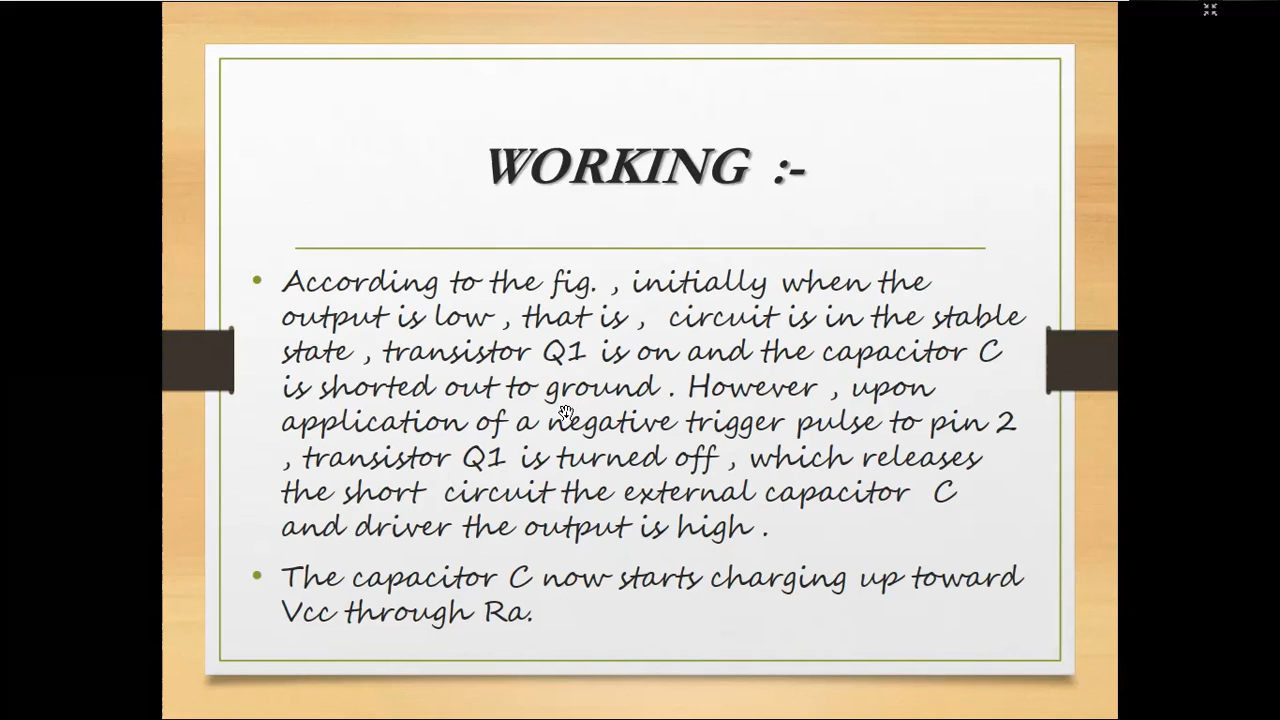 WORKING :-
According to the fig. , initially when the
output is low , that is , circuit is in the stable
state , transistor Q1 is on and the capacitor C
is shorted out to ground . However , upon
application of a negative trigger pulse to pin 2
, transistor Q1 is turned off , which releases
the short circuit the external capacitor C
and driver the output is high .
The capacitor C now starts charging up toward
Vcc through Ra.